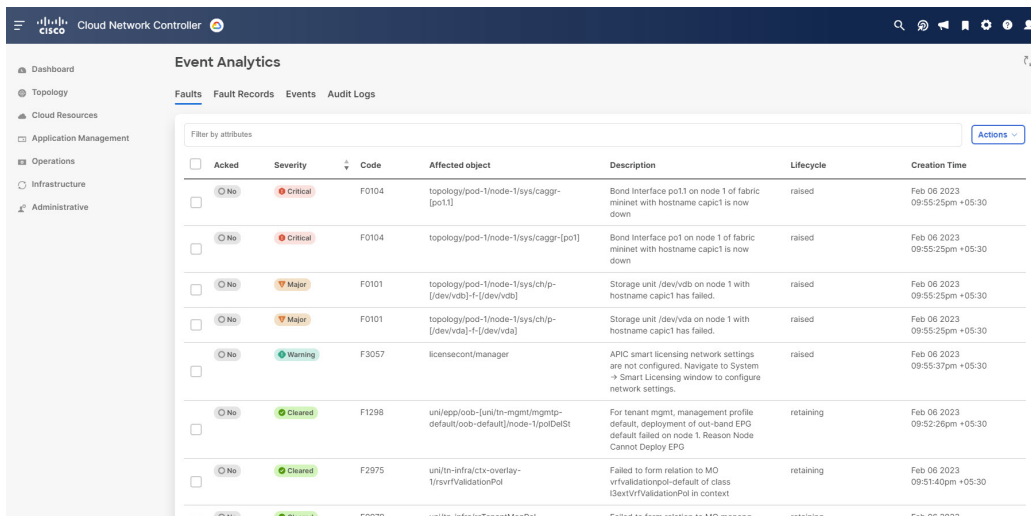 CISCO Cloud Network Controller
Dashboard
Topology
Cloud Resources
Application Management
Operations
Infrastructure
Administrative
Event Analytics
Faults Fault Records Events Audit Logs
Filter by attributes
Actions
Acked Severity Code Affected object Description Lifecycle Creation Time
No Critical F0104 topology/pod-1/node-1/sys/caggr- Bond Interface po1.1 on node 1 of fabric raised Feb 06 2023
[po1.1] mininet with hostname capic1 is now 09:55:25pm +05:30
down
No Critical F0104 topology/pod-1/node-1/sys/caggr-[po1] Bond Interface po1 on node 1 of fabric raised Feb 06 2023
mininet with hostname capic1 is now 09:55:25pm +05:30
down
No Major F0101 topology/pod-1/node-1/sys/ch/p- Storage unit /dev/vdb on node 1 with raised Feb 06 2023
[/dev/vdb]-f-[/dev/vdb] hostname capic1 has failed. 09:55:25pm +05:30
No Major F0101 topology/pod-1/node-1/sys/ch/p- Storage unit /dev/vda on node 1 with raised Feb 06 2023
[/dev/vda]-f-[/dev/vda] hostname capic1 has failed. 09:55:25pm +05:30
No Warning F3057 licensecont/manager APIC smart licensing network settings raised Feb 06 2023
are not configured. Navigate to System 09:55:37pm +05:30
→ Smart Licensing window to configure
network settings.
No Cleared F1298 uni/epp/oob-[uni/tn-mgmt/mgmtp- For tenant mgmt, management profile retaining Feb 06 2023
default/oob-default]/node-1/polDelSt default, deployment of out-band EPG 09:52:26pm +05:30
default failed on node 1. Reason Node
Cannot Deploy EPG
No Cleared F2975 uni/tn-infra/ctx-overlay- Failed to form relation to MO retaining Feb 06 2023
1/rsvrfValidationPol vrfvalidationpol-default of class 09:51:40pm +05:30
l3extVrfValidationPol in context